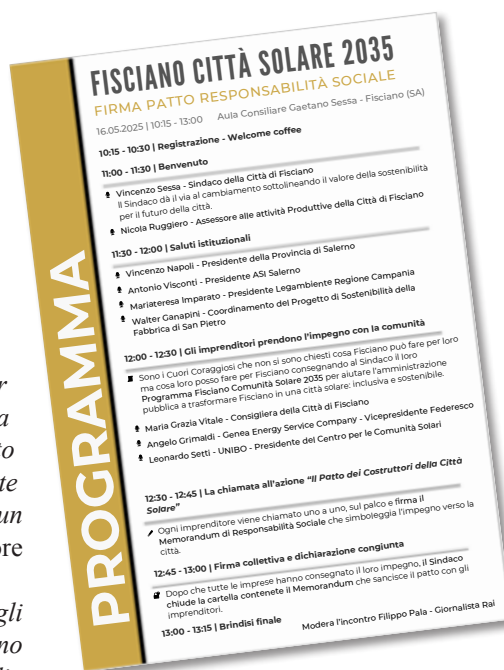 PROGRAMMA
FISCIANO CITTÀ SOLARE 2035
FIRMA PATTO RESPONSABILITÀ SOCIALE
16.05.2025 | 10:15 - 13:00 Aula Consiliare Gaetano Sessa - Fisciano (SA)
10:15 - 10:30 | Registrazione - Welcome coffee
11:00 - 11:30 | Benvenuto
Vincenzo Sessa - Sindaco della Città di Fisciano
Il Sindaco dà il via al cambiamento sottolineando il valore della sostenibilità
per il futuro della città.
Nicola Ruggiero - Assessore alle attività Produttive della Città di Fisciano
11:30 - 12:00 | Saluti istituzionali
Vincenzo Napoli - Presidente della Provincia di Salerno
Antonio Visconti - Presidente ASI Salerno
Mariateresa Imparato - Presidente Legambiente Regione Campania
Walter Ganapini - Coordinamento del Progetto di Sostenibilità della
Fabbrica di San Pietro
12:00 - 12:30 | Gli imprenditori prendono l'impegno con la comunità
Sono i Cuori Coraggiosi che non si sono chiesti cosa Fisciano può fare per loro
ma cosa loro posso fare per Fisciano consegnando al Sindaco il loro
Programma Fisciano Comunità Solare 2035 per aiutare l'amministrazione
pubblica a trasformare Fisciano in una città solare: inclusiva e sostenibile.
Maria Grazia Vitale - Consigliera della Città di Fisciano
Angelo Grimaldi - Genea Energy Service Company - Vicepresidente Federesco
Leonardo Setti - UNIBO - Presidente del Centro per le Comunità Solari
12:30 - 12:45 | La chiamata all'azione "Il Patto dei Costruttori della Città
Solare"
Ogni imprenditore viene chiamato uno a uno, sul palco e firma il
Memorandum di Responsabilità Sociale che simboleggia l'impegno verso la
città.
12:45 - 13:00 | Firma collettiva e dichiarazione congiunta
Dopo che tutte le imprese hanno consegnato il loro impegno, il Sindaco
chiude la cartella contenete il Memorandum che sancisce il patto con gli
imprenditori.
13:00 - 13:15 | Brindisi finale
Modera l'incontro Filippo Pala - Giornalista Rai
un
gli